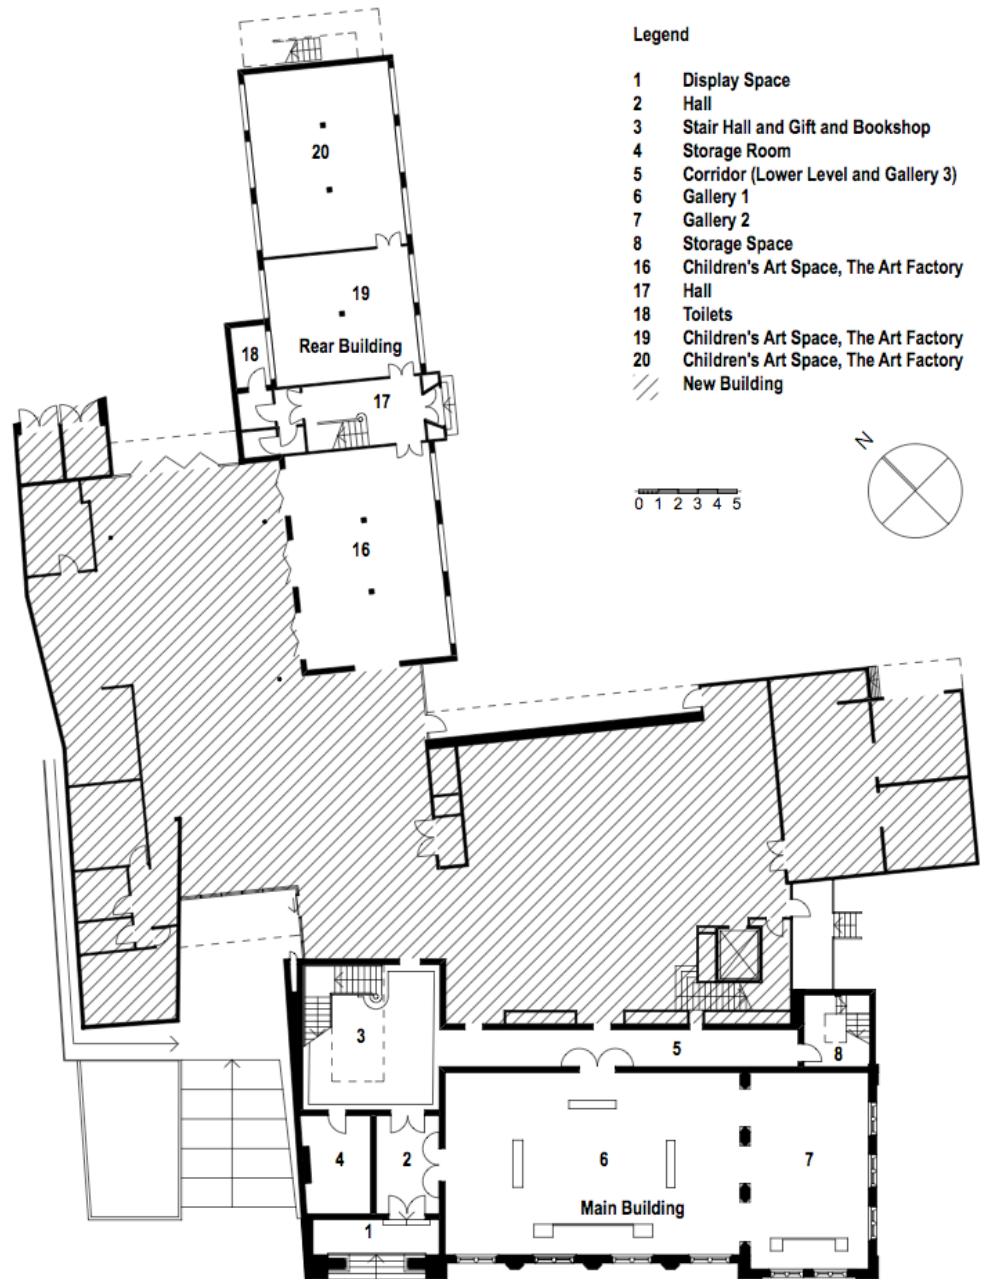 Legend
1 Display Space
2 Hall
3 Stair Hall and Gift and Bookshop
4 Storage Room
5 Corridor (Lower Level and Gallery 3)
6 Gallery 1
7 Gallery 2
8 Storage Space
16 Children's Art Space, The Art Factory
17 Hall
18 Toilets
19 Children's Art Space, The Art Factory
20 Children's Art Space, The Art Factory
New Building
N
0 1 2 3 4 5
20
19
Rear Building
18
17
16
3
5
8
4
2
6
7
Main Building
1